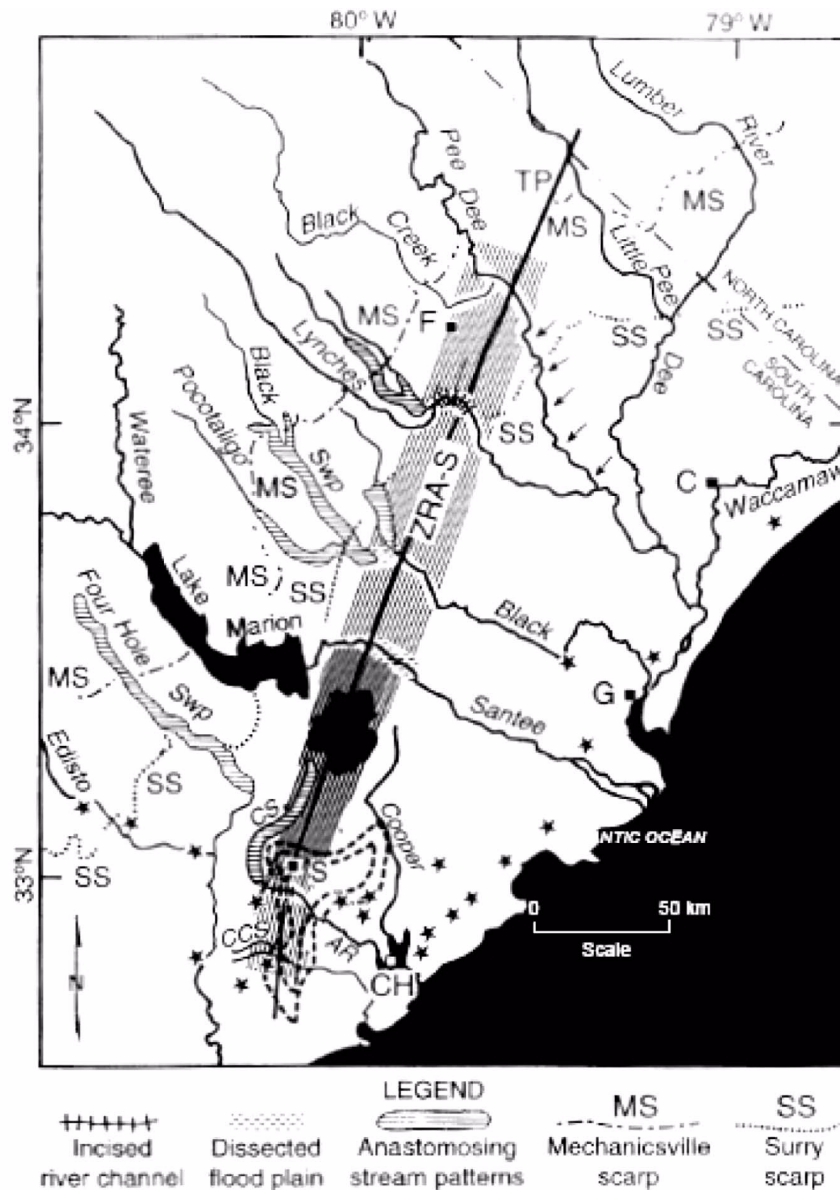 80° W
79° W
Lumber
River
Pee
Dee
TP
MS
MS
Black
Creek
Little
Pee
Dee
NORTH CAROLINA
SOUTH
CAROLINA
MS
F
SS
SS
Lynches
Black
Pocotaligo
Wateree
34°N
SS
Swp
MS
ZRA-S
C
Waccamaw
MS
SS
Lake
Marion
Black
Four Hole
Swp
MS
G
Santee
Edisto
SS
CS
Cooper
NTIC OCEAN
33°N
SS
S
0
50 km
Scale
CCS
AR
CH
N
LEGEND
MS
SS
Incised
river channel
Dissected
flood plain
Anastomosing
stream patterns
Mechanicsville
scarp
Surry
scarp